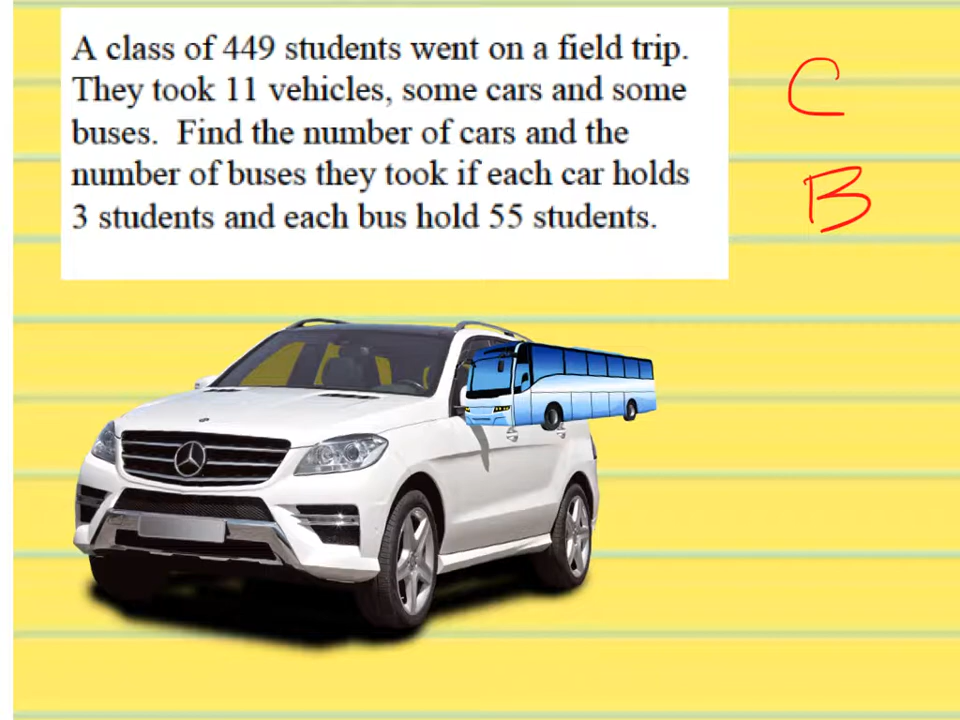 A class of 449 students went on a field trip.
They took 11 vehicles, some cars and some
buses.  Find the number of cars and the
number of buses they took if each car holds
3 students and each bus hold 55 students.
C
B